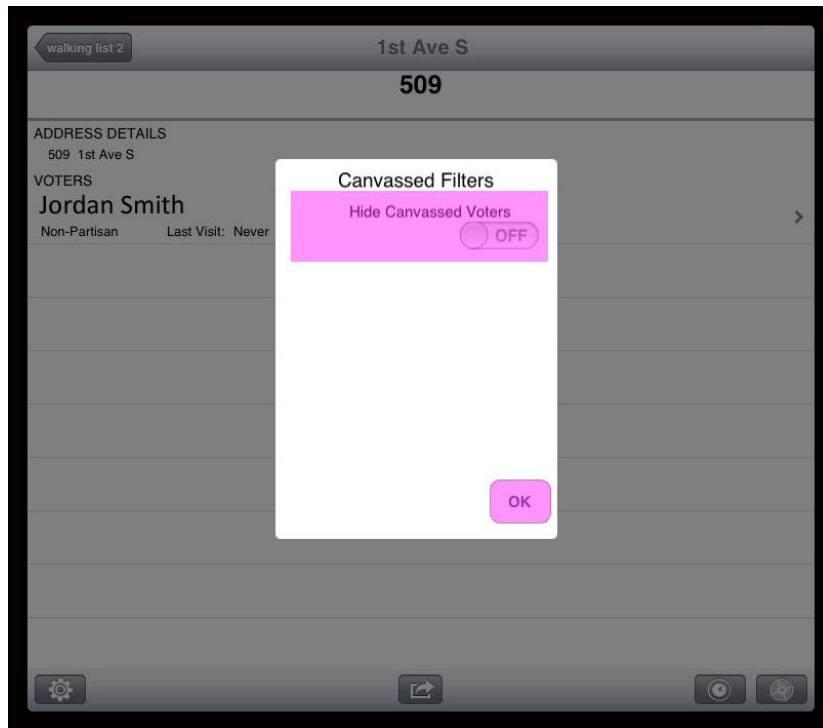 walking list 2
1st Ave S
509
ADDRESS DETAILS
509 1st Ave S
VOTERS
Jordan Smith
Non-Partisan Last Visit: Never
Canvassed Filters
Hide Canvassed Voters
OFF
OK